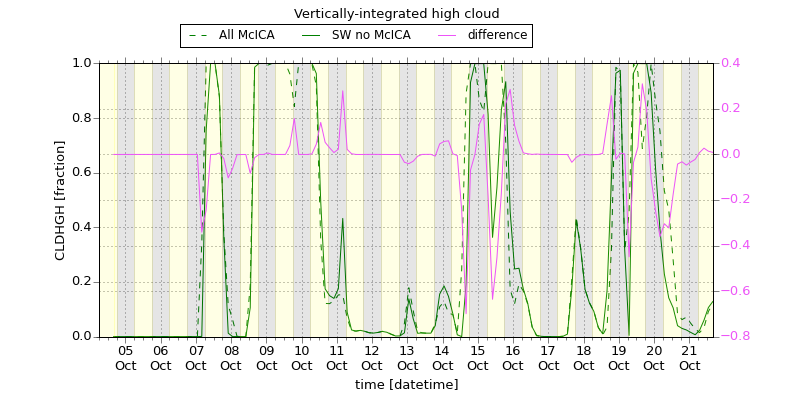 Vertically-integrated high cloud
All McICA SW no McICA difference
1.0 0.4
0.8 0.2
0.6 0.0
−0.2
0.4 −0.4
0.2 −0.6
0.0 −0.8
CLDHGH [fraction]
05 06 07 08 09 10 11 12 13 14 15 16 17 18 19 20 21
Oct Oct Oct Oct Oct Oct Oct Oct Oct Oct Oct Oct Oct Oct Oct Oct Oct
time [datetime]